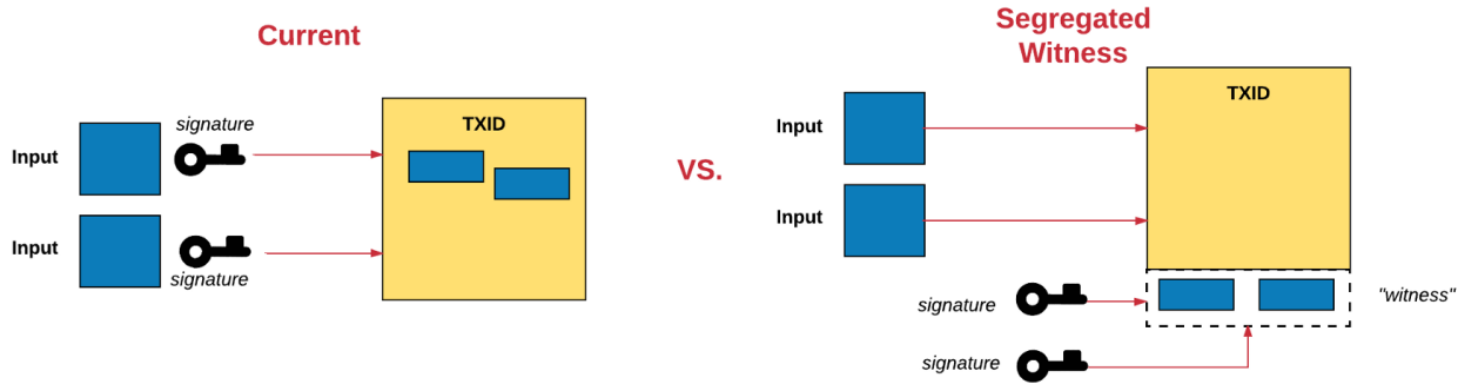 Current
signature
TXID
Input
Input
signature
VS.
Segregated
Witness
TXID
Input
Input
signature
"witness"
signature